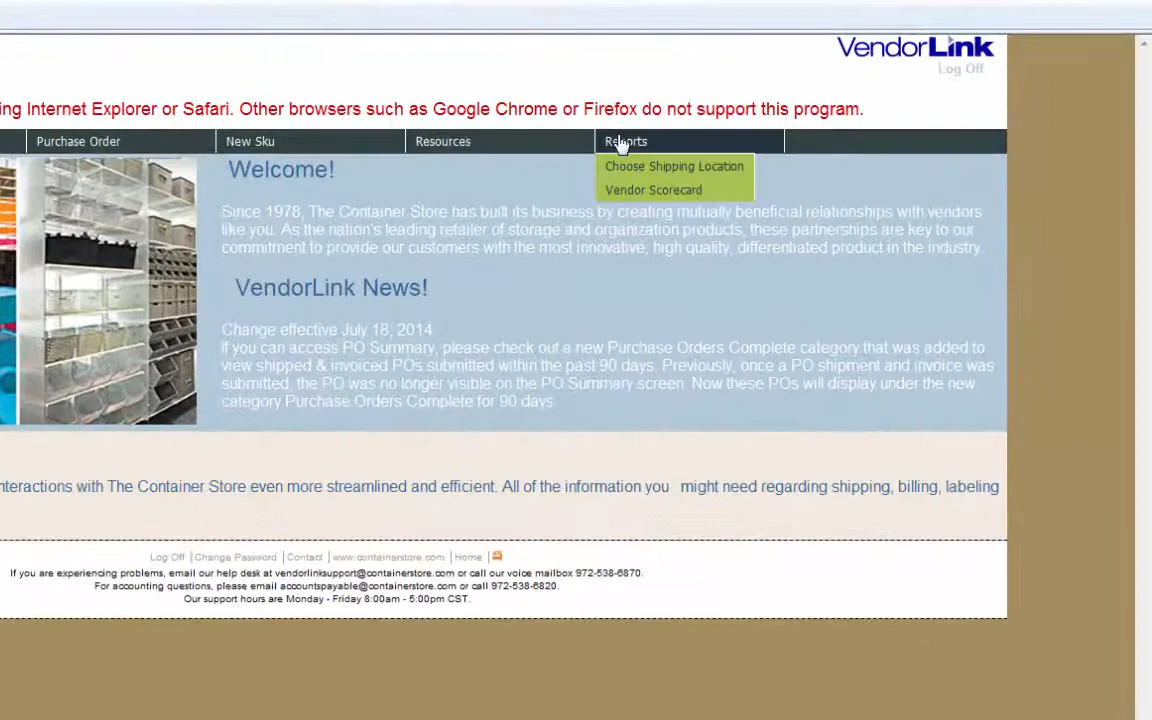 VendorLink
Log Off
ing Internet Explorer or Safari. Other browsers such as Google Chrome or Firefox do not support this program.
Purchase Order
New Sku
Resources
Reports
Choose Shipping Location
Vendor Scorecard
Welcome!
Since 1978, The Container Store has built its business by creating mutually beneficial relationships with vendors
like you. As the nation's leading retailer of storage and organization products, these partnerships are key to our
commitment to provide our customers with the most innovative, high quality, differentiated product in the industry.
VendorLink News!
Change effective July 18, 2014
If you can access PO Summary, please check out a new Purchase Orders Complete category that was added to
view shipped & invoiced POs submitted within the past 90 days. Previously, once a PO shipment and invoice was
submitted, the PO was no longer visible on the PO Summary screen. Now these POs will display under the new
category Purchase Orders Complete for 90 days.
nteractions with The Container Store even more streamlined and efficient. All of the information you might need regarding shipping, billing, labeling
Log Off | Change Password | Contact | www.containerstore.com | Home |
If you are experiencing problems, email our help desk at vendorlinksupport@containerstore.com or call our voice mailbox 972-538-6870.
For accounting questions, please email accountspayable@containerstore.com or call 972-538-6820.
Our support hours are Monday - Friday 8:00am - 5:00pm CST.